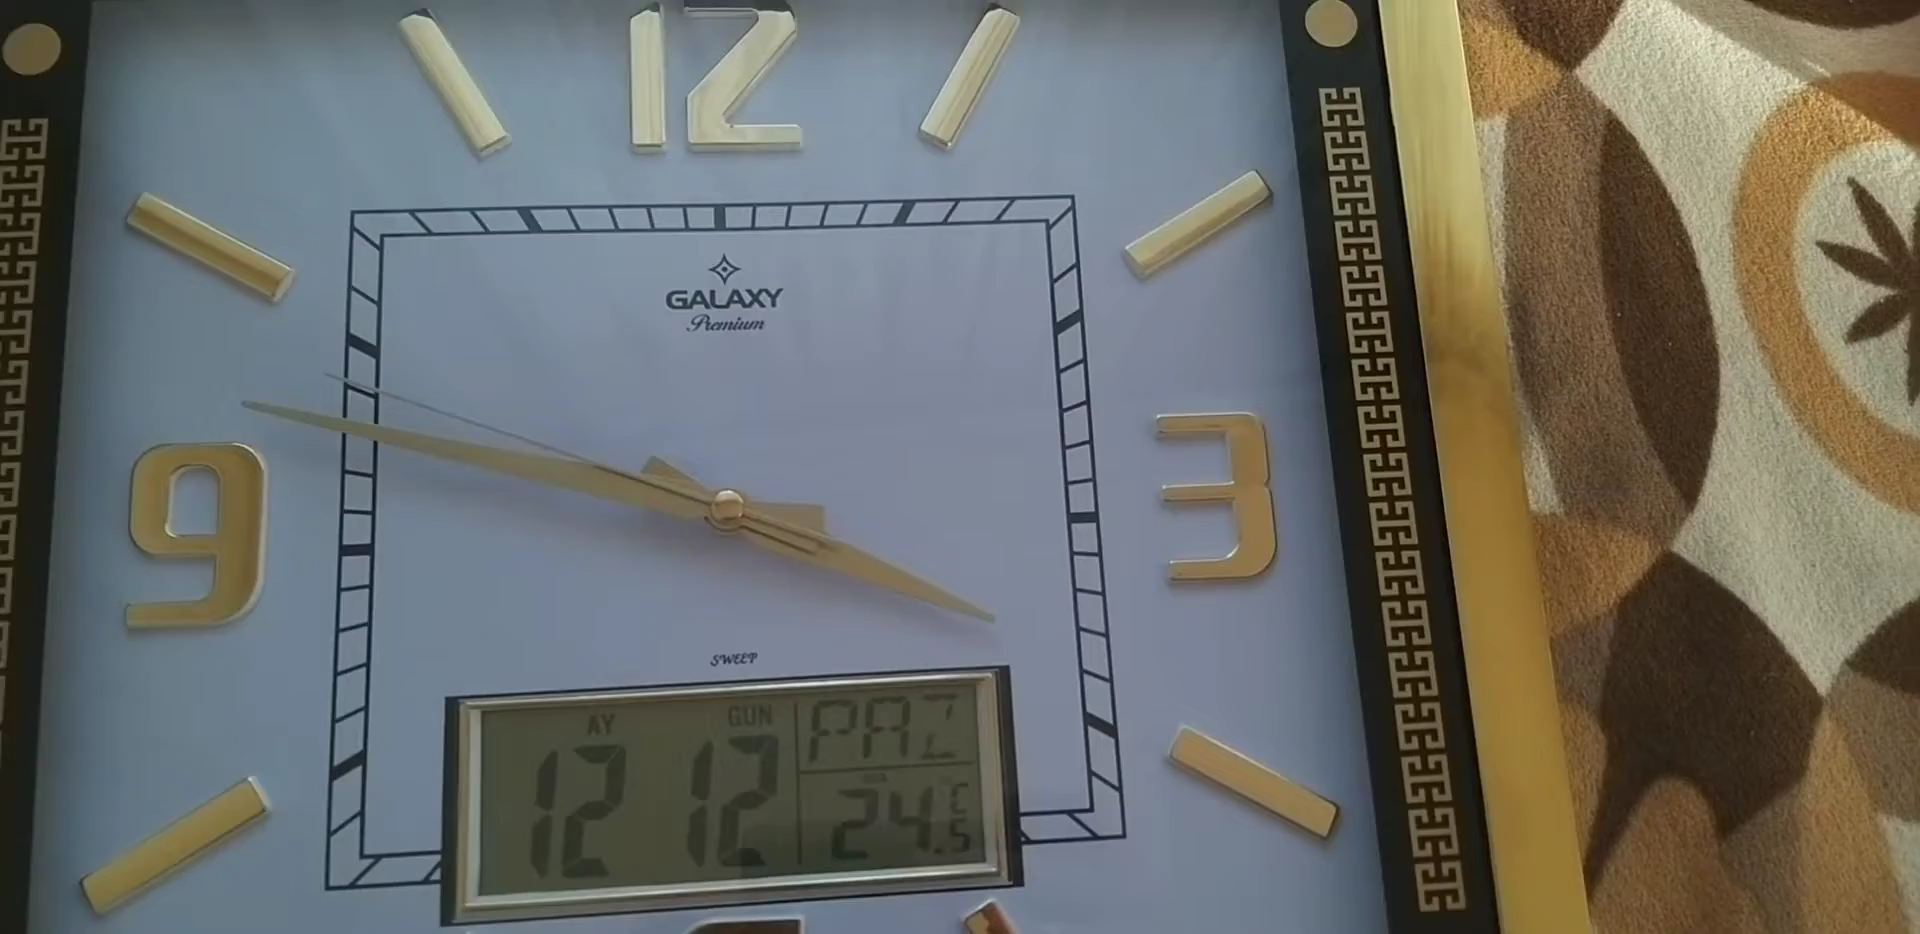 12
GALAXY
Premium
9
3
SWEEP
AY GUN PAZ
12 12 24.5 °C